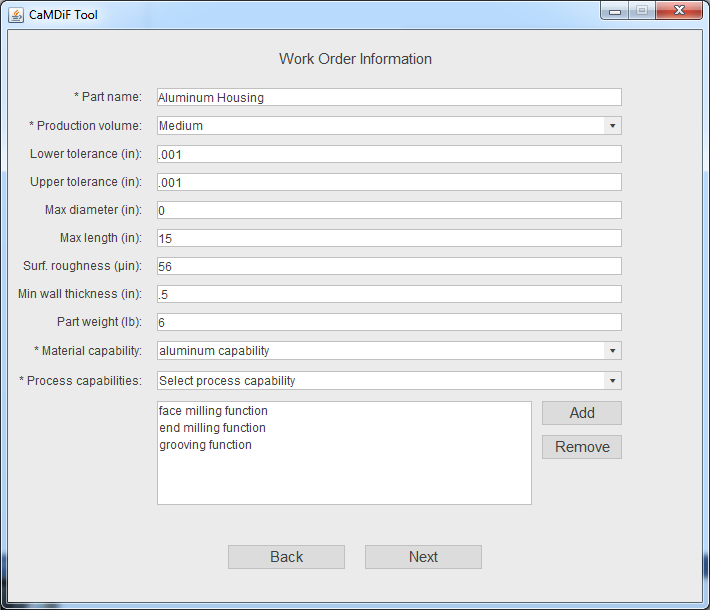 CaMDiF Tool
Work Order Information
* Part name: Aluminum Housing
* Production volume: Medium
Lower tolerance (in): .001
Upper tolerance (in): .001
Max diameter (in): 0
Max length (in): 15
Surf. roughness (µin): 56
Min wall thickness (in): .5
Part weight (lb): 6
* Material capability: aluminum capability
* Process capabilities: Select process capability
face milling function
end milling function
grooving function
Add
Remove
Back Next